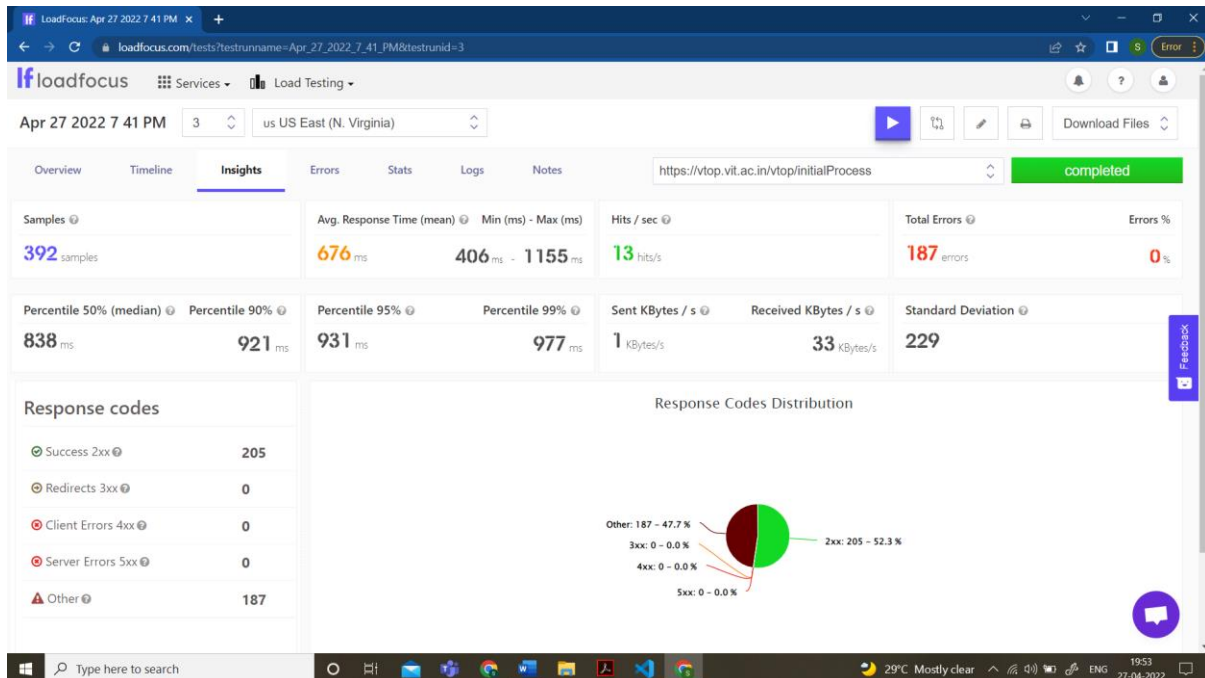 LoadFocus: Apr 27 2022 7 41 PM
loadfocus.com/tests?testrunname=Apr_27_2022_7_41_PM&testrunid=3
S
Error
lf loadfocus Services Load Testing
?
Apr 27 2022 7 41 PM 3 us US East (N. Virginia) Download Files
Overview Timeline Insights Errors Stats Logs Notes https://vtop.vit.ac.in/vtop/initialProcess completed
Samples
392 samples
Avg. Response Time (mean) Min (ms) - Max (ms)
676 ms 406 ms - 1155 ms
Hits / sec
13 hits/s
Total Errors Errors %
187 errors 0 %
Percentile 50% (median) Percentile 90%
838 ms 921 ms
Percentile 95% Percentile 99%
931 ms 977 ms
Sent KBytes / s Received KBytes / s
1 KBytes/s 33 KBytes/s
Standard Deviation
229
Feedback
Response codes
Success 2xx 205
Redirects 3xx 0
Client Errors 4xx 0
Server Errors 5xx 0
Other 187
Response Codes Distribution
Other: 187 – 47.7 %
3xx: 0 – 0.0 %
4xx: 0 – 0.0 %
5xx: 0 – 0.0 %
2xx: 205 – 52.3 %
Type here to search
29°C Mostly clear
ENG
19:53
27-04-2022